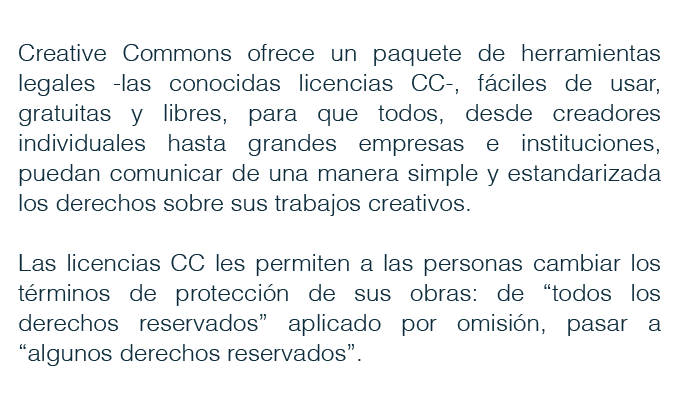 Creative Commons ofrece un paquete de herramientas
legales -las conocidas licencias CC-, fáciles de usar,
gratuitas y libres, para que todos, desde creadores
individuales hasta grandes empresas e instituciones,
puedan comunicar de una manera simple y estandarizada
los derechos sobre sus trabajos creativos.

Las licencias CC les permiten a las personas cambiar los
términos de protección de sus obras: de “todos los
derechos reservados” aplicado por omisión, pasar a
“algunos derechos reservados”.